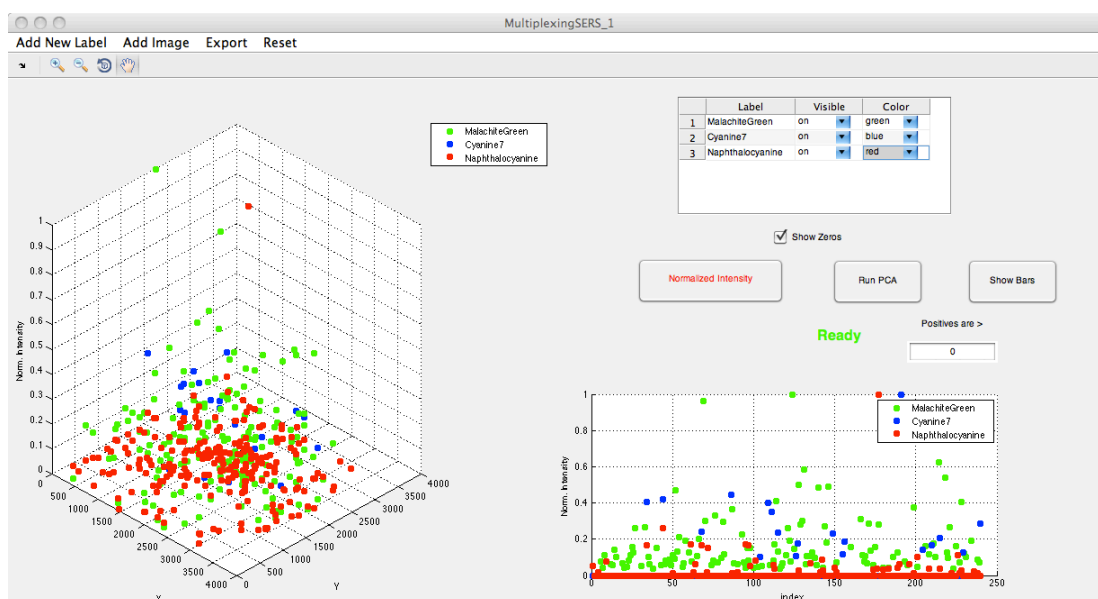 MultiplexingSERS_1
Add New Label Add Image Export Reset
MalachiteGreen
Cyanine7
Naphthalocyanine
1
0.9
0.8
0.7
0.6
0.5
0.4
0.3
0.2
0.1
0
Norm. Intensity
0
500
1000
1500
2000
2500
3000
3500
4000
X
0
500
1000
1500
2000
2500
3000
3500
4000
Y
Label Visible Color
1 MalachiteGreen on green
2 Cyanine7 on blue
3 Naphthalocyanine on red
Show Zeros
Normalized Intensity
Run PCA
Show Bars
Ready
Positives are >
0
MalachiteGreen
Cyanine7
Naphthalocyanine
1
0.8
0.6
0.4
0.2
0
Norm. Intensity
0 50 100 150 200 250
index